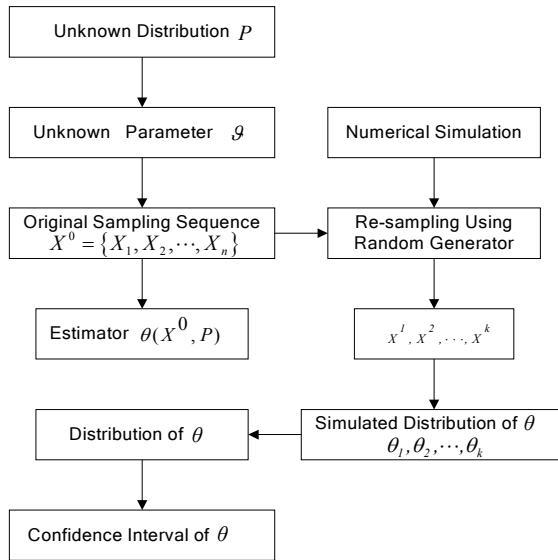 Unknown Distribution P
Unknown Parameter 𝜗
Numerical Simulation
Original Sampling Sequence
X⁰ = {X₁, X₂, ⋯, Xₙ}
Re-sampling Using
Random Generator
Estimator θ(X⁰, P)
X¹, X², ⋯, Xᵏ
Simulated Distribution of θ
θ₁, θ₂, ⋯, θₖ
Distribution of θ
Confidence Interval of θ